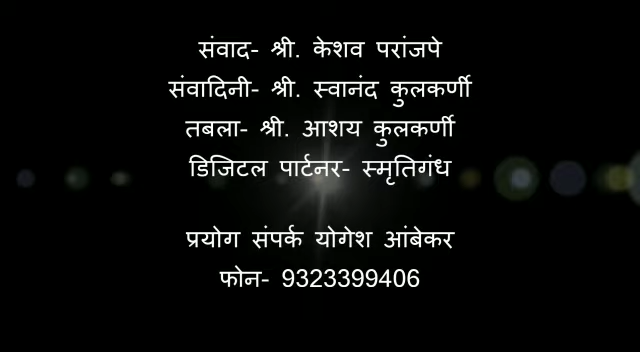 संवाद- श्री. केशव परांजपे
संवादिनी- श्री. स्वानंद कुलकर्णी
तबला- श्री. आशय कुलकर्णी
डिजिटल पार्टनर- स्मृतिगंध
प्रयोग संपर्क योगेश आंबेकर
फोन- 9323399406